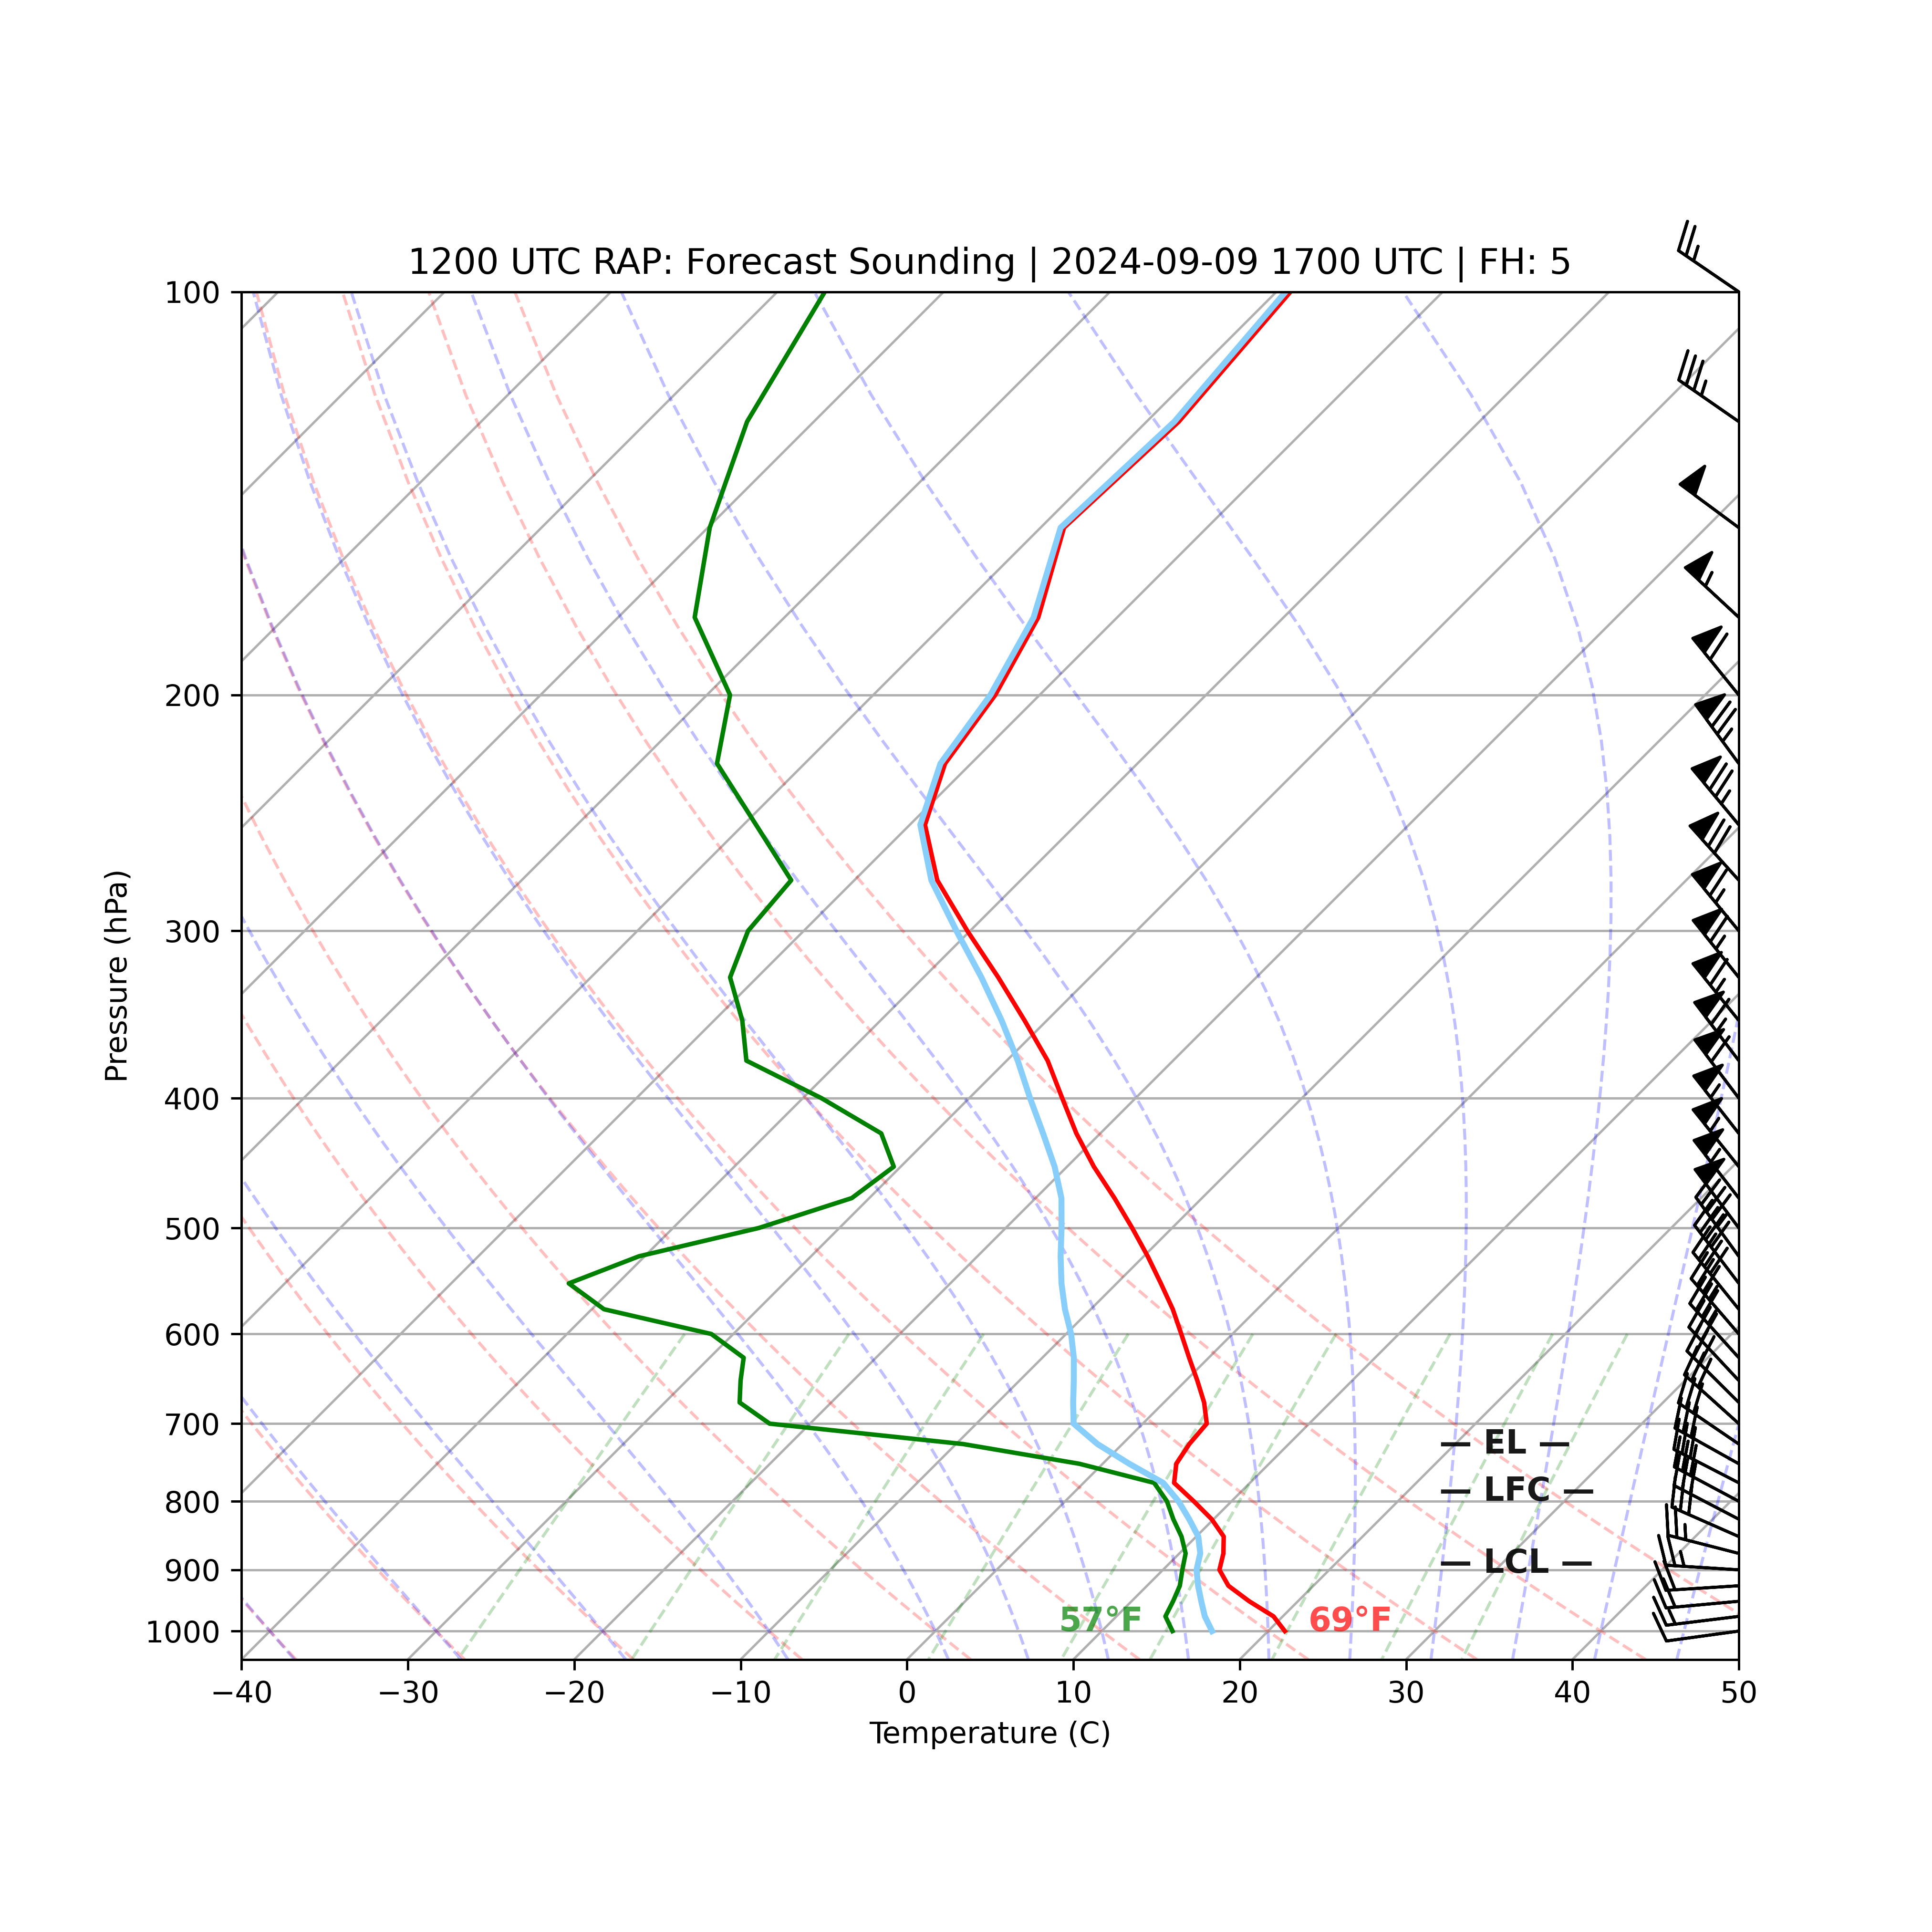 1200 UTC RAP: Forecast Sounding | 2024-09-09 1700 UTC | FH: 5
100
200
300
400
500
600
700
800
900
1000
Pressure (hPa)
— EL —
— LFC —
— LCL —
57°F
69°F
−40 −30 −20 −10 0 10 20 30 40 50
Temperature (C)